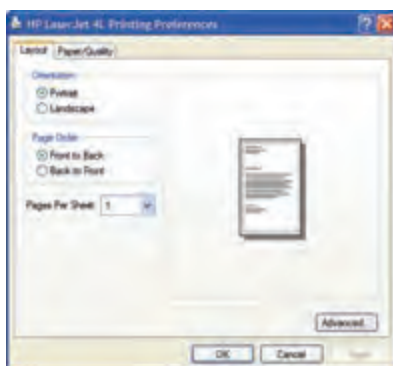 HP LaserJet 4L Printing Preferences
Layout Paper/Quality
Orientation
Portrait
Landscape
Page Order
Front to Back
Back to Front
Pages Per Sheet: 1
Advanced...
OK Cancel Apply